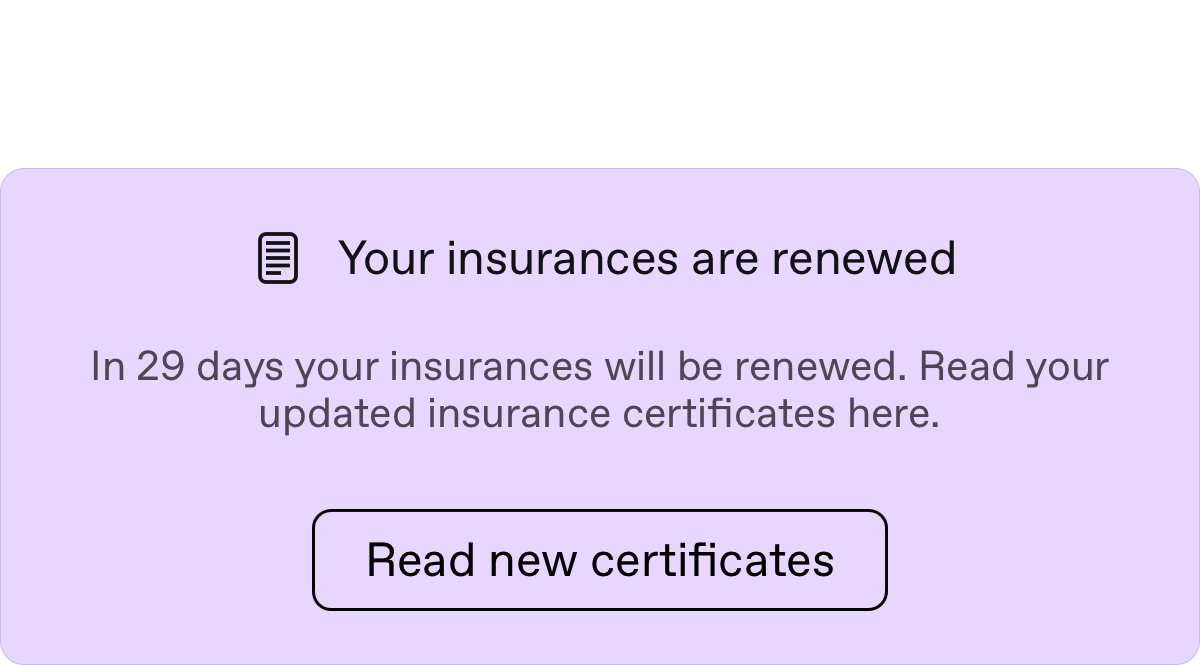 Your insurances are renewed
In 29 days your insurances will be renewed. Read your
updated insurance certificates here.
Read new certificates